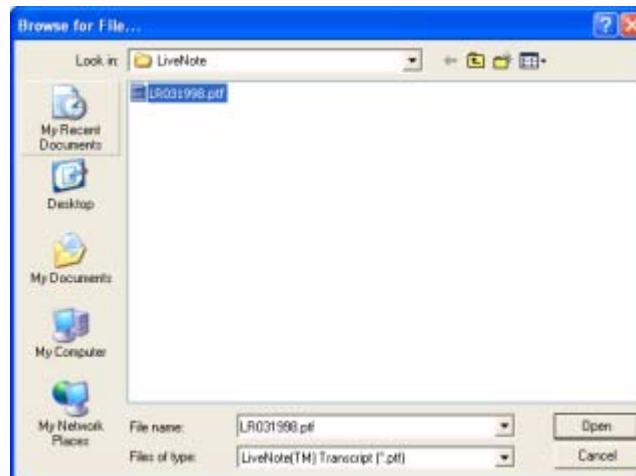 Browse for File...
Look in: LiveNote
LR031998.ptf
My Recent
Documents
Desktop
My Documents
My Computer
My Network
Places
File name: LR031998.ptf Open
Files of type: LiveNote(TM) Transcript (*.ptf) Cancel